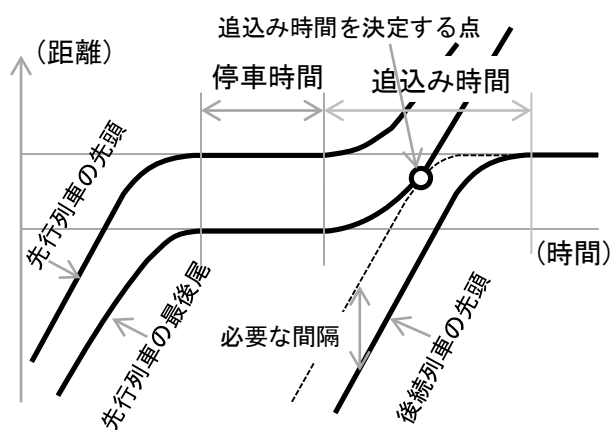 追込み時間を決定する点
（距離）
停車時間
追込み時間
先行列車の先頭
（時間）
先行列車の最後尾
必要な間隔
後続列車の先頭